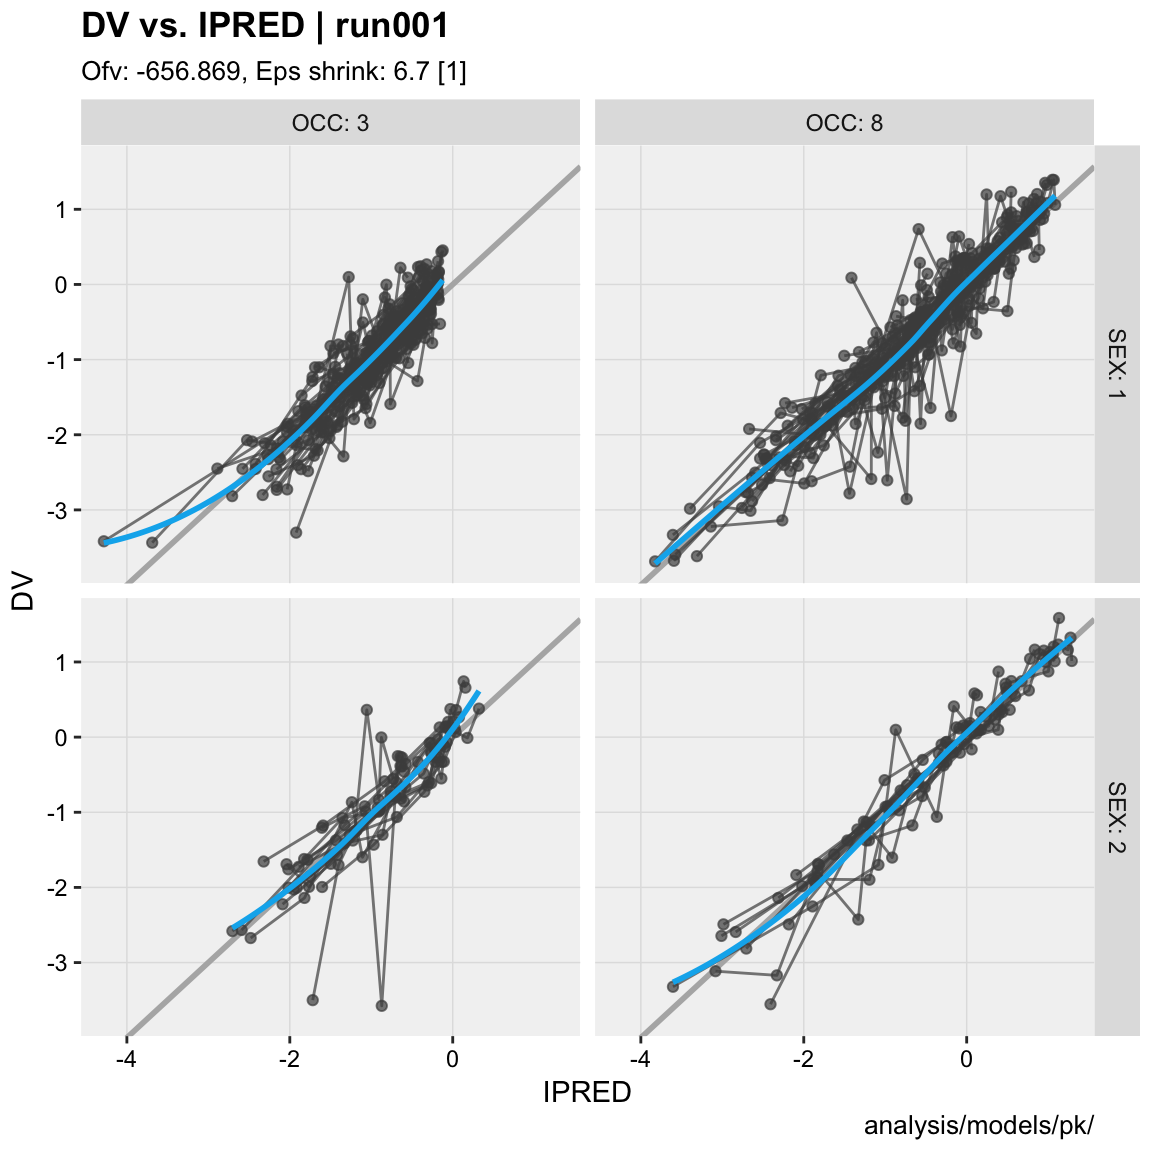 DV vs. IPRED | run001
Ofv: -656.869, Eps shrink: 6.7 [1]
OCC: 3
OCC: 8
1
0
-1
-2
-3
SEX: 1
DV
1
0
-1
-2
-3
SEX: 2
-4 -2 0
-4 -2 0
IPRED
analysis/models/pk/